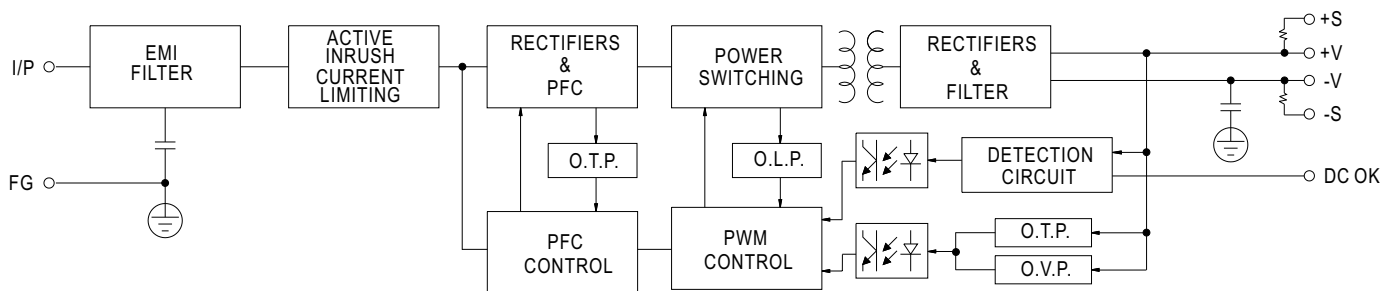 I/P
EMI
FILTER
ACTIVE
INRUSH
CURRENT
LIMITING
RECTIFIERS
&
PFC
POWER
SWITCHING
RECTIFIERS
&
FILTER
+S
+V
-V
-S
FG
O.T.P.
O.L.P.
DETECTION
CIRCUIT
DC OK
PFC
CONTROL
PWM
CONTROL
O.T.P.
O.V.P.